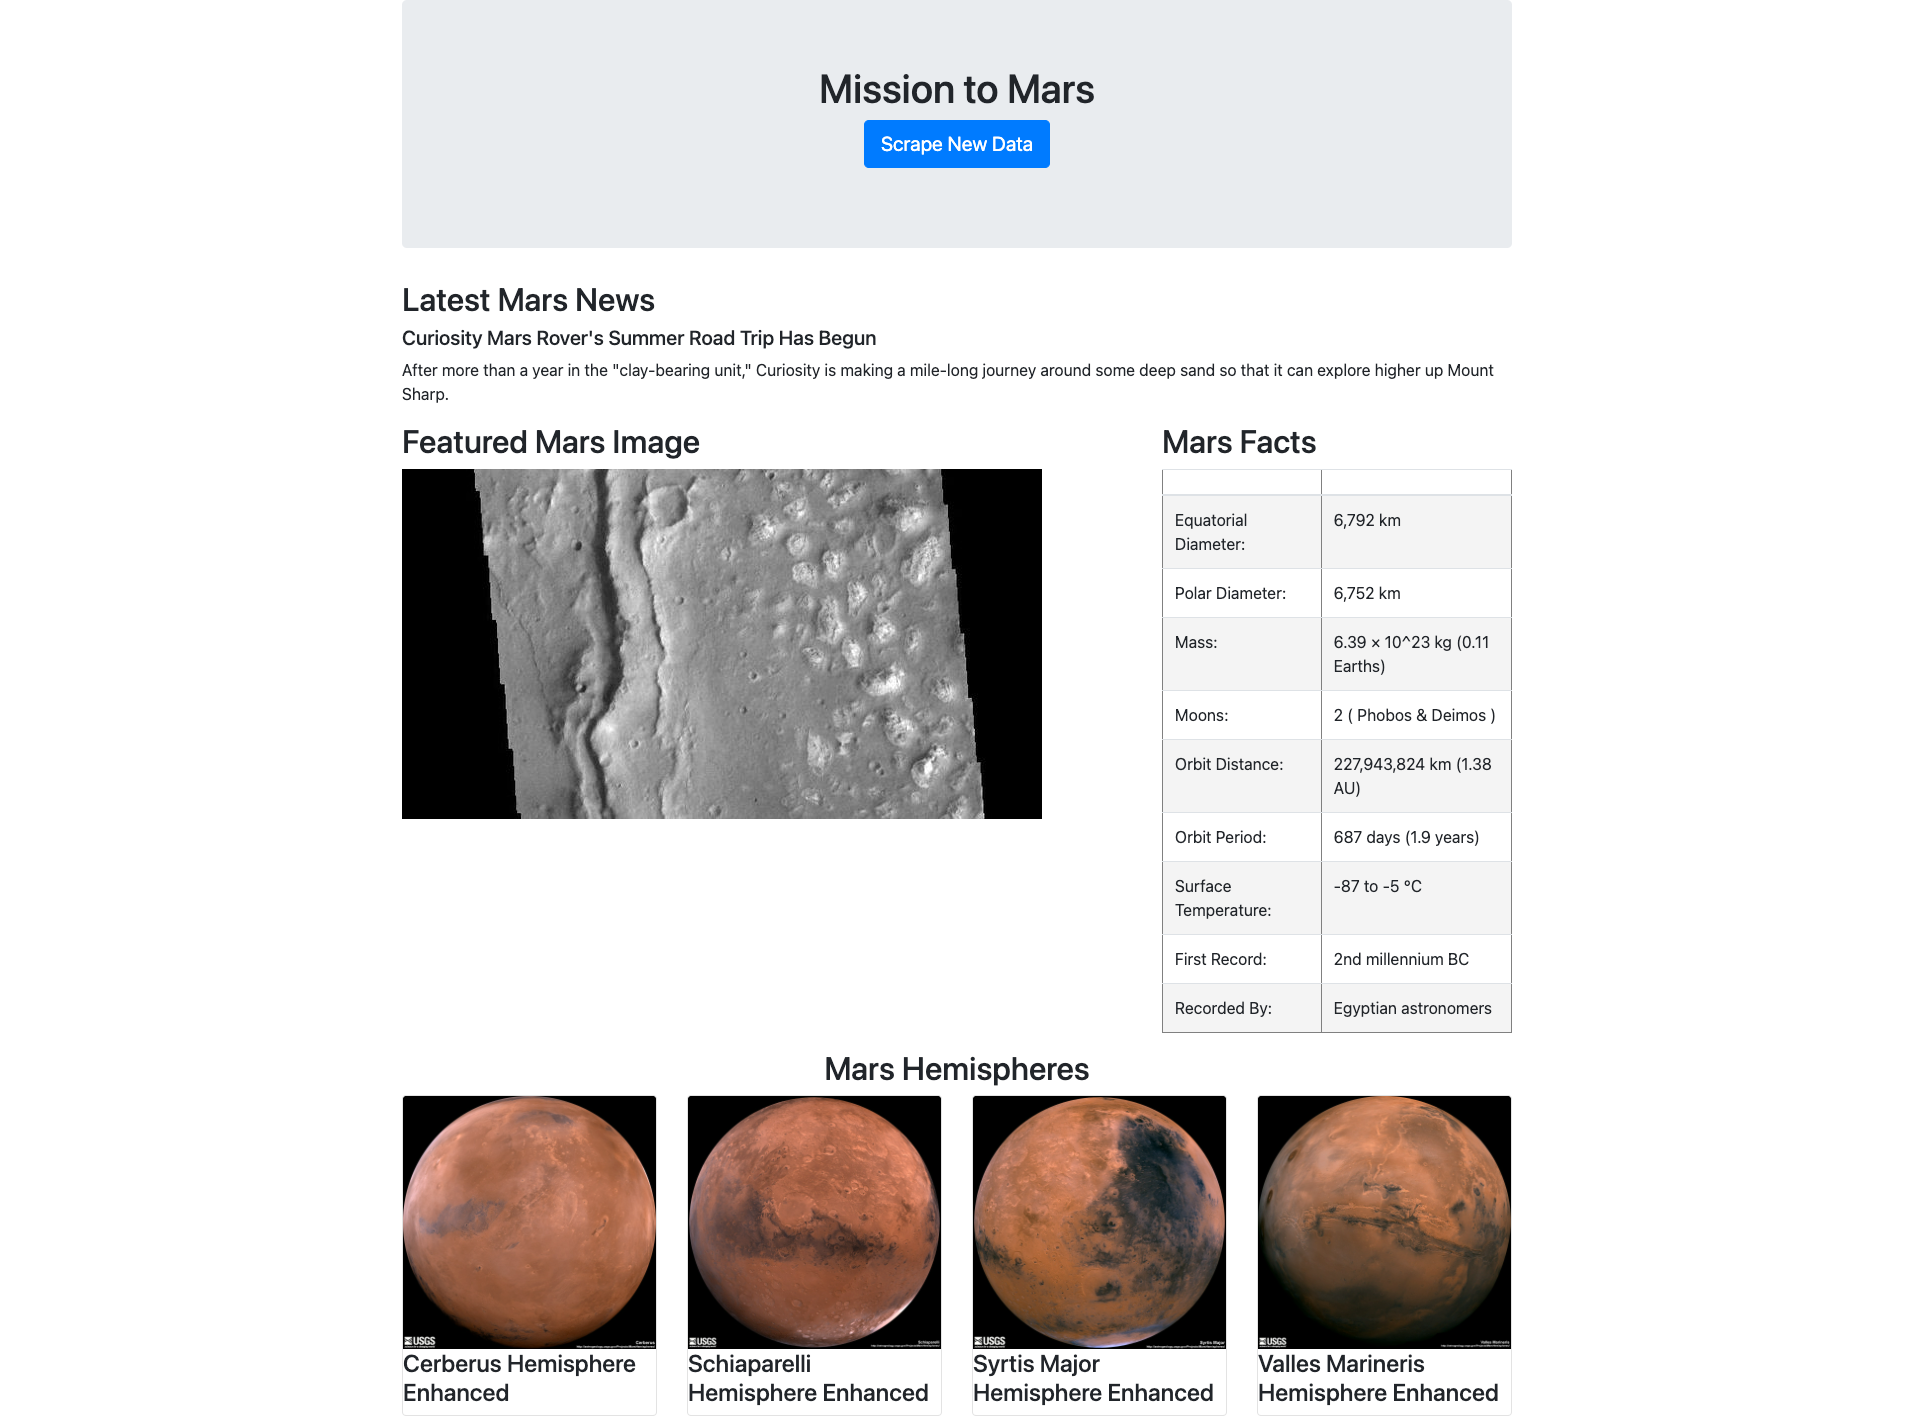 Mission to Mars
Scrape New Data
Latest Mars News
Curiosity Mars Rover's Summer Road Trip Has Begun
After more than a year in the "clay-bearing unit," Curiosity is making a mile-long journey around some deep sand so that it can explore higher up Mount
Sharp.
Featured Mars Image
Mars Facts
Equatorial
Diameter:
6,792 km
Polar Diameter:
6,752 km
Mass:
6.39 × 10^23 kg (0.11
Earths)
Moons:
2 ( Phobos & Deimos )
Orbit Distance:
227,943,824 km (1.38
AU)
Orbit Period:
687 days (1.9 years)
Surface
Temperature:
-87 to -5 °C
First Record:
2nd millennium BC
Recorded By:
Egyptian astronomers
Mars Hemispheres
USGS
Cerberus
USGS
Schiaparelli
USGS
Syrtis Major
USGS
Valles Marineris
Cerberus Hemisphere
Enhanced
Schiaparelli
Hemisphere Enhanced
Syrtis Major
Hemisphere Enhanced
Valles Marineris
Hemisphere Enhanced